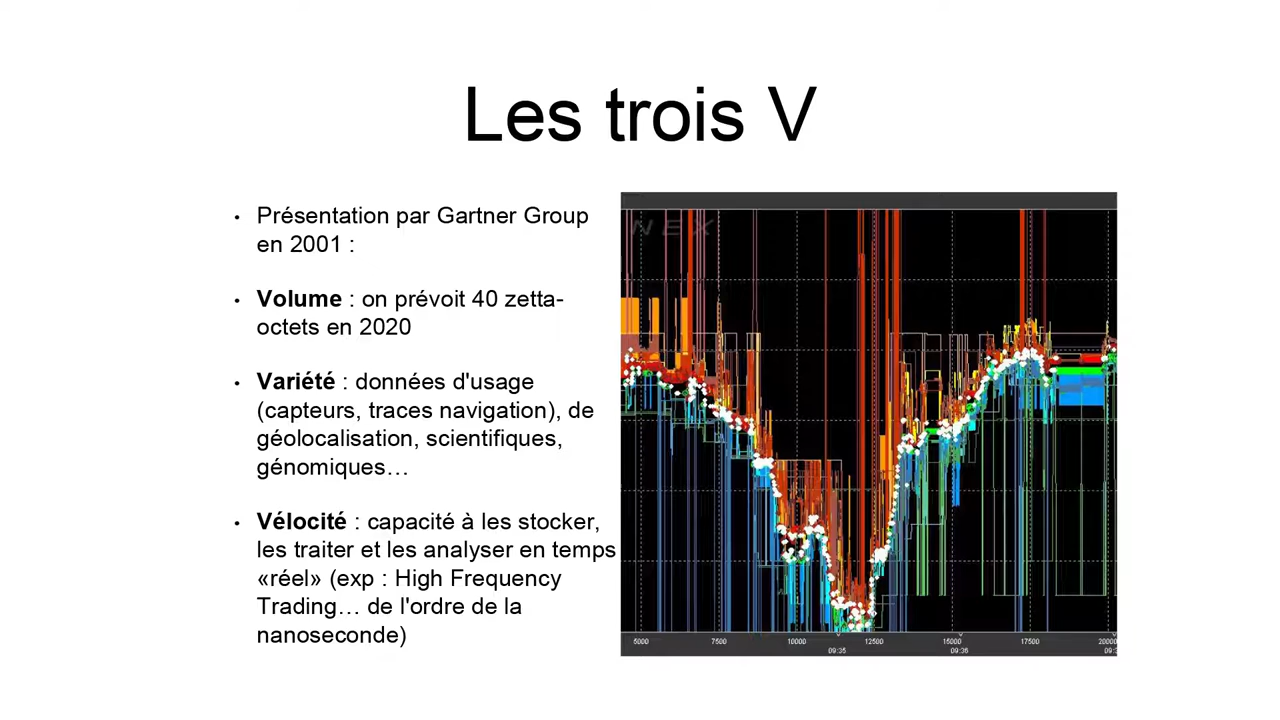 Les trois V
• Présentation par Gartner Group
en 2001 :
• Volume : on prévoit 40 zetta-
octets en 2020
• Variété : données d'usage
(capteurs, traces navigation), de
géolocalisation, scientifiques,
génomiques…
• Vélocité : capacité à les stocker,
les traiter et les analyser en temps
«réel» (exp : High Frequency
Trading… de l'ordre de la
nanoseconde)
NEX
5000 7500 10000 12500 15000 17500 20000
09:35 09:36 09:3